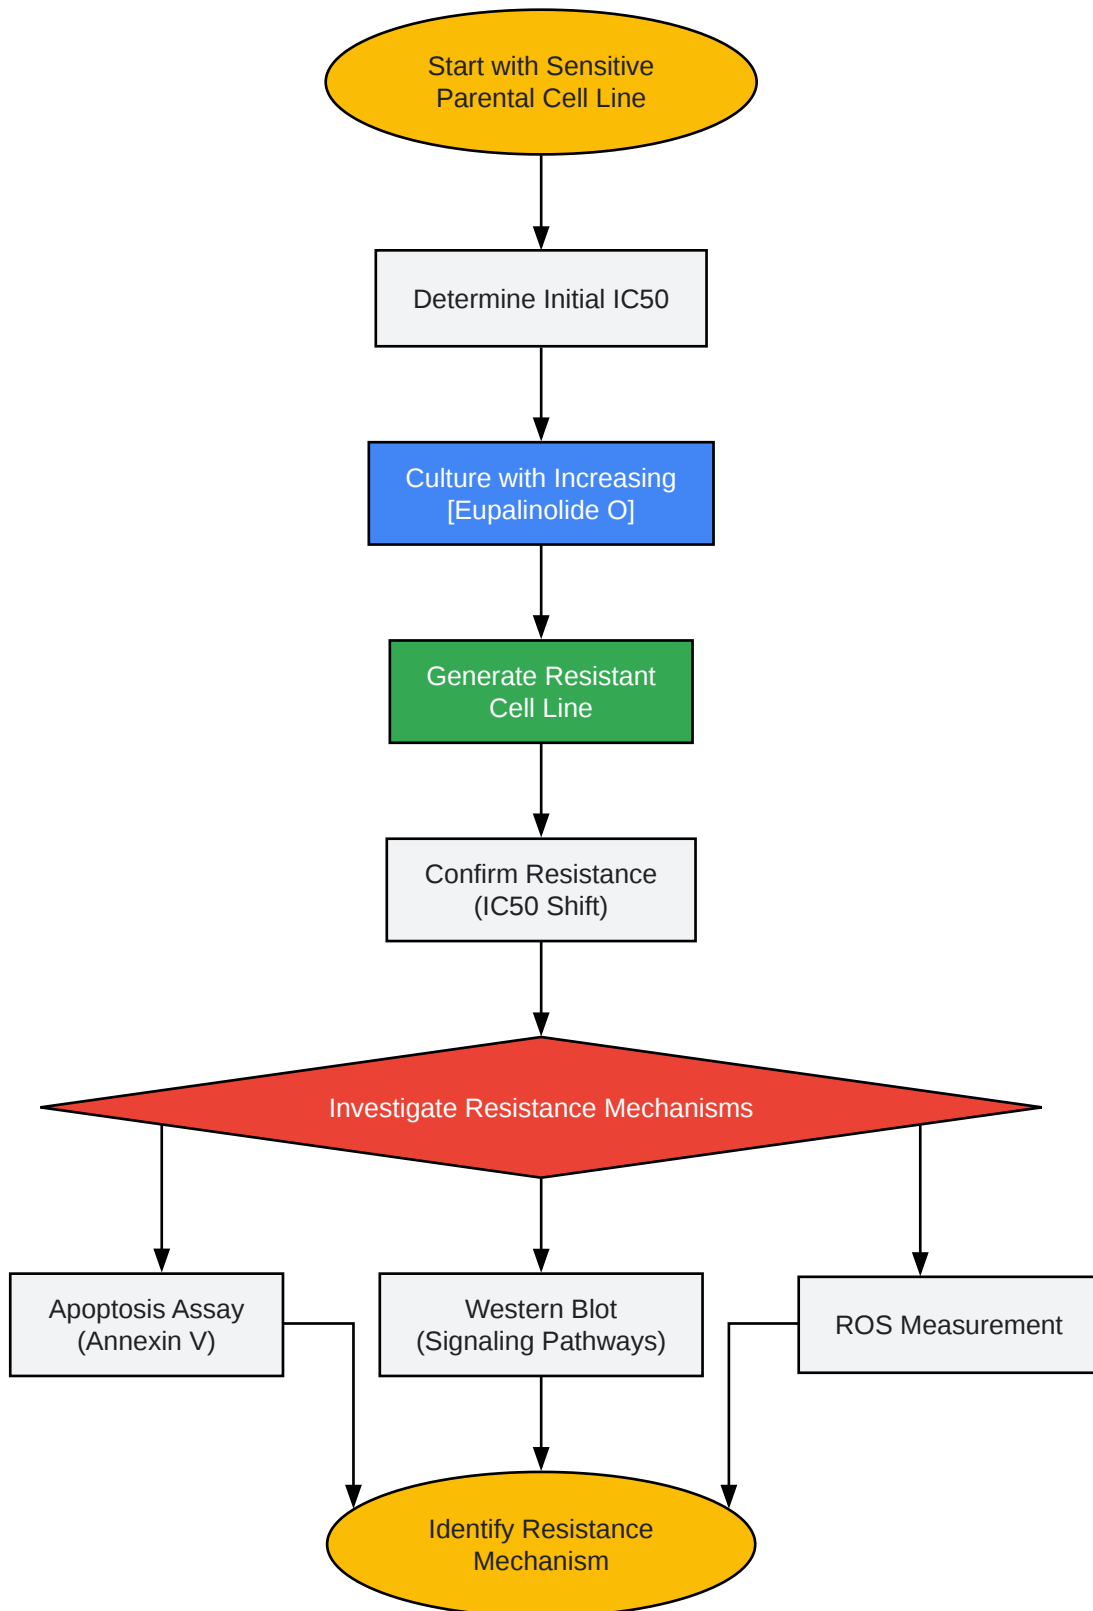 Start with Sensitive
Parental Cell Line
Determine Initial IC50
Culture with Increasing
[Eupalinolide O]
Generate Resistant
Cell Line
Confirm Resistance
(IC50 Shift)
Investigate Resistance Mechanisms
Apoptosis Assay
(Annexin V)
Western Blot
(Signaling Pathways)
ROS Measurement
Identify Resistance
Mechanism